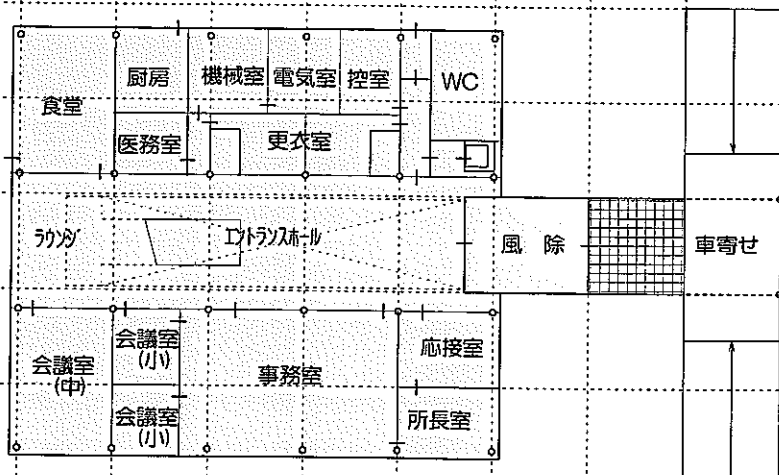 厨房
機械室
電気室
控室
WC
食堂
医務室
更衣室
ラウンジ
エントランスホール
風 除
車寄せ
会議室
(中)
会議室
(小)
会議室
(小)
事務室
応接室
所長室